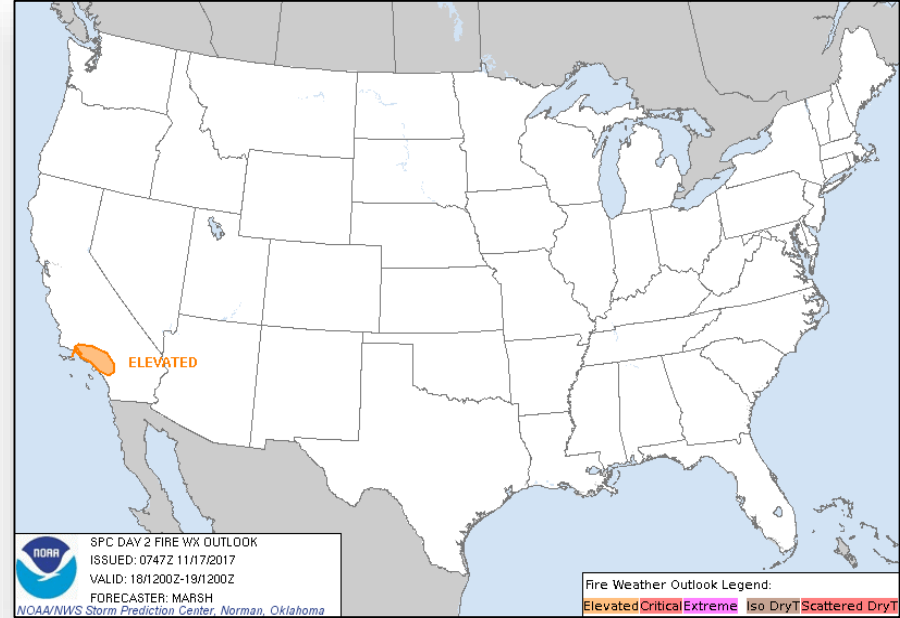 ELEVATED
NOAA
SPC DAY 2 FIRE WX OUTLOOK
ISSUED: 0747Z 11/17/2017
VALID: 18/1200Z-19/1200Z
FORECASTER: MARSH
NOAA/NWS Storm Prediction Center, Norman, Oklahoma
Fire Weather Outlook Legend:
Elevated Critical Extreme Iso DryT Scattered DryT